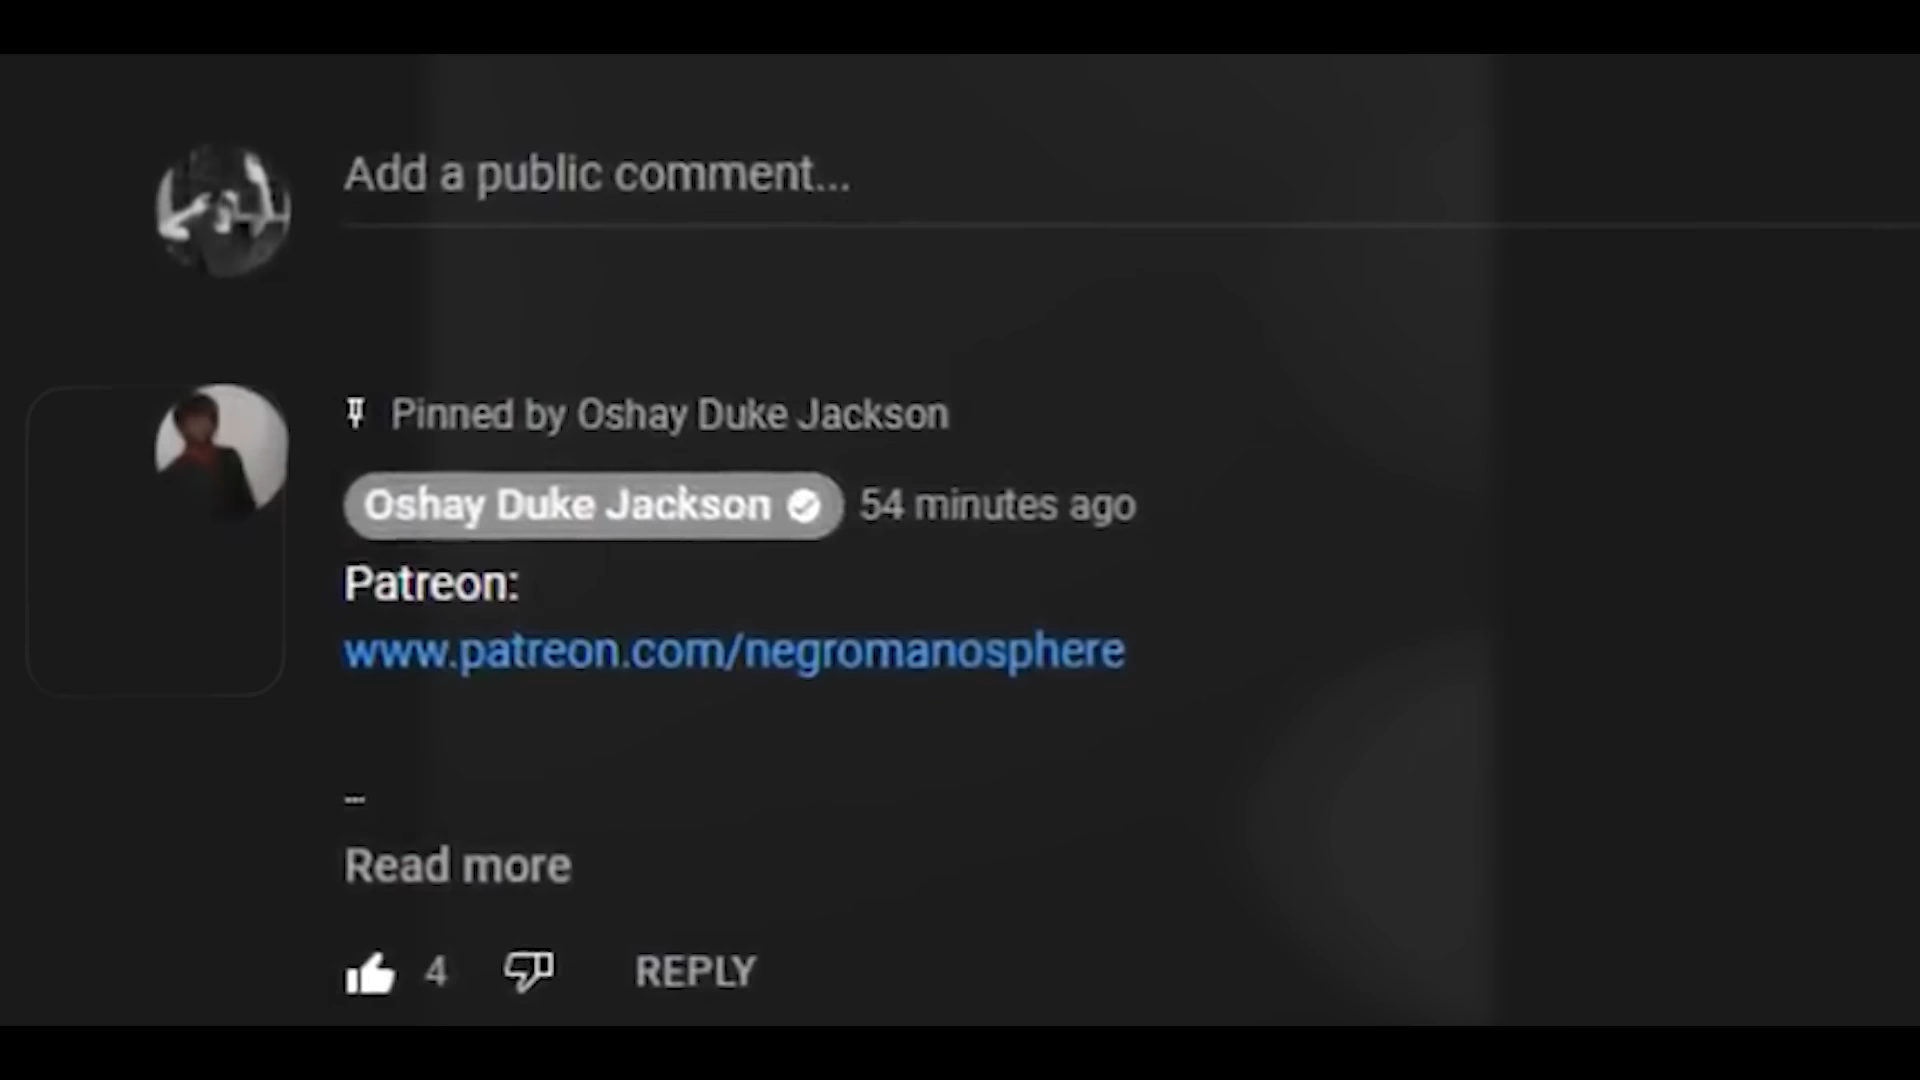 Add a public comment...
Pinned by Oshay Duke Jackson
Oshay Duke Jackson 54 minutes ago
Patreon:
www.patreon.com/negromanosphere
--
Read more
4 REPLY